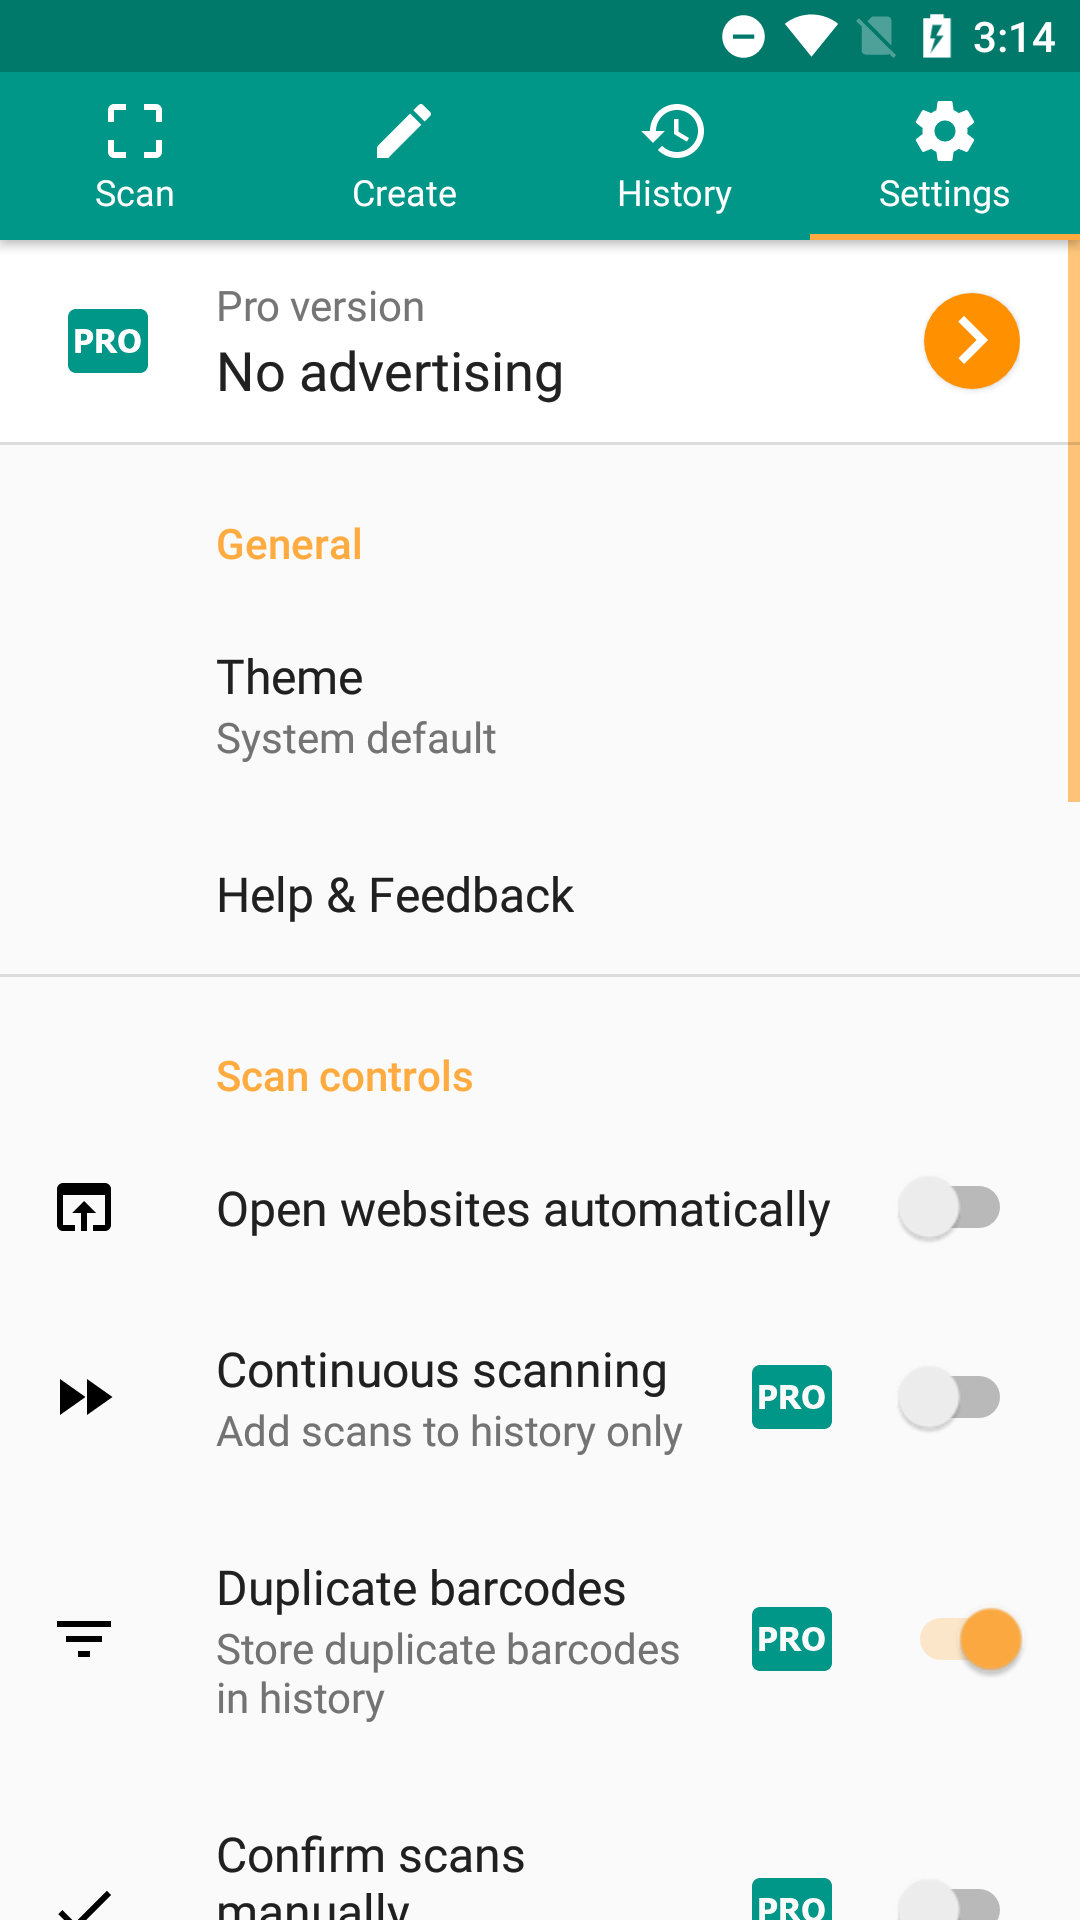 3:14
Scan
Create
History
Settings
PRO
Pro version
No advertising
General
Theme
System default
Help & Feedback
Scan controls
Open websites automatically
Continuous scanning
Add scans to history only
PRO
Duplicate barcodes
Store duplicate barcodes
in history
PRO
Confirm scans
manually
PRO